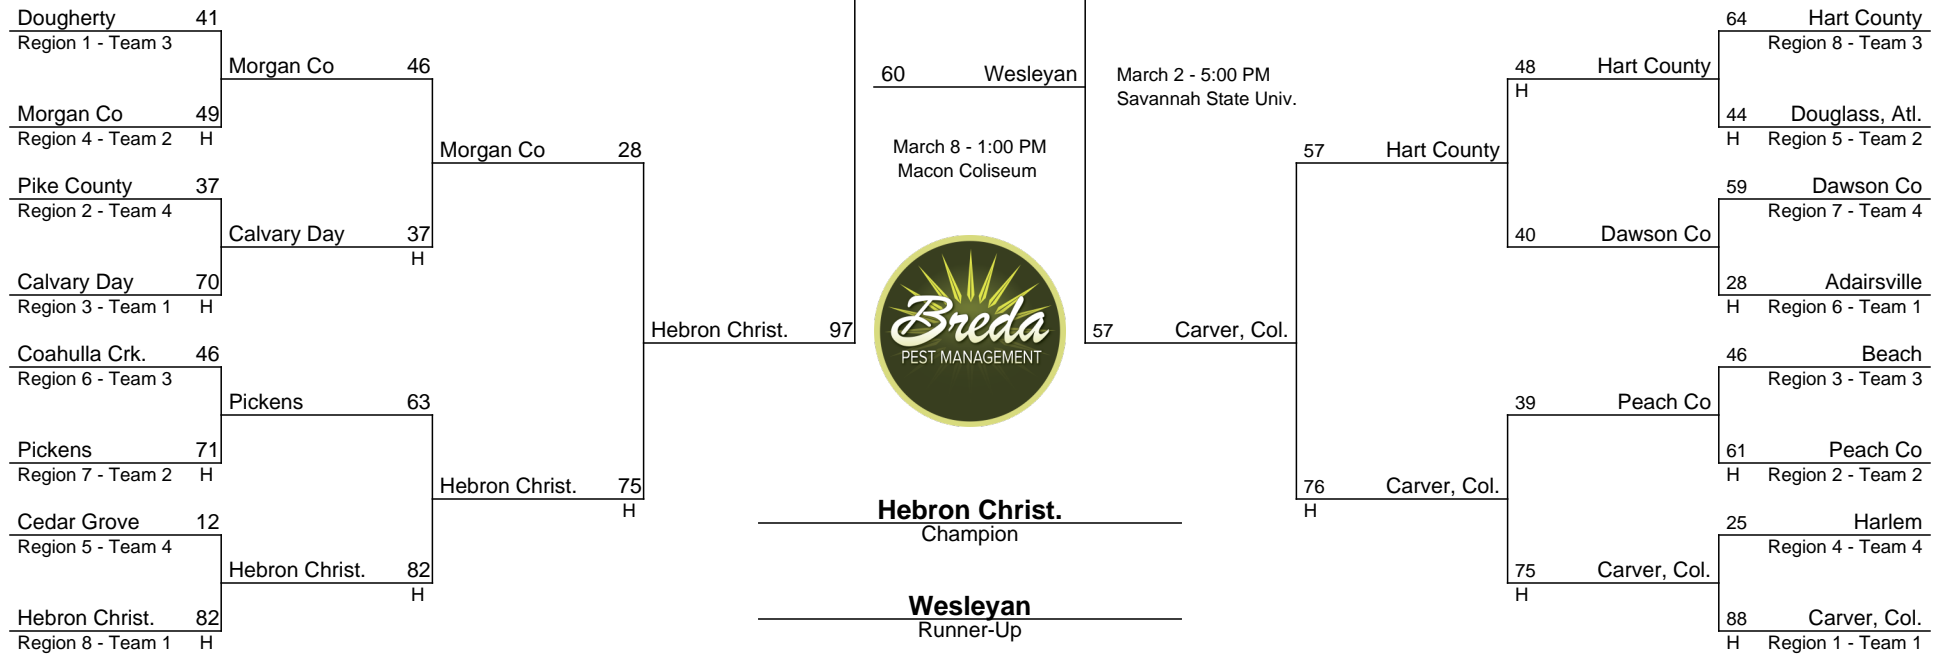 Dougherty 41
Region 1 - Team 3
Morgan Co 46
Morgan Co 49
Region 4 - Team 2 H
Morgan Co 28
Pike County 37
Region 2 - Team 4
Calvary Day 37
H
Calvary Day 70
Region 3 - Team 1 H
Hebron Christ. 97
Coahulla Crk. 46
Region 6 - Team 3
Pickens 63
Pickens 71
Region 7 - Team 2 H
Hebron Christ. 75
H
Cedar Grove 12
Region 5 - Team 4
Hebron Christ. 82
H
Hebron Christ. 82
Region 8 - Team 1 H
60 Wesleyan
March 8 - 1:00 PM
Macon Coliseum
Breda
PEST MANAGEMENT
Hebron Christ.
Champion
Wesleyan
Runner-Up
March 2 - 5:00 PM
Savannah State Univ.
57 Carver, Col.
57 Hart County
76 Carver, Col.
H
48 Hart County
H
40 Dawson Co
39 Peach Co
75 Carver, Col.
H
64 Hart County
Region 8 - Team 3
44 Douglass, Atl.
H Region 5 - Team 2
59 Dawson Co
Region 7 - Team 4
28 Adairsville
H Region 6 - Team 1
46 Beach
Region 3 - Team 3
61 Peach Co
H Region 2 - Team 2
25 Harlem
Region 4 - Team 4
88 Carver, Col.
H Region 1 - Team 1